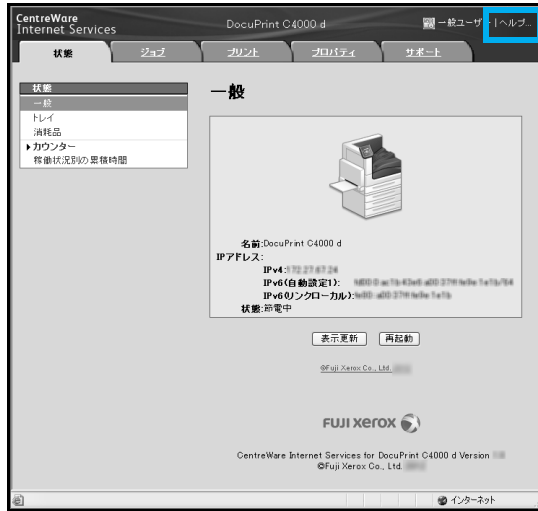 CentreWare
Internet Services
DocuPrint C4000 d
一般ユーザー | ヘルプ...
状態 ジョブ プリント プロパティ サポート
状態
一般
トレイ
消耗品
カウンター
稼働状況別の累積時間
一般
名前:DocuPrint C4000 d
IPアドレス:
IPv4:
IPv6(自動設定1):
IPv6(リンクローカル):
状態:節電中
表示更新 再起動
©Fuji Xerox Co., Ltd.
FUJI XEROX
CentreWare Internet Services for DocuPrint C4000 d Version
©Fuji Xerox Co., Ltd.
インターネット